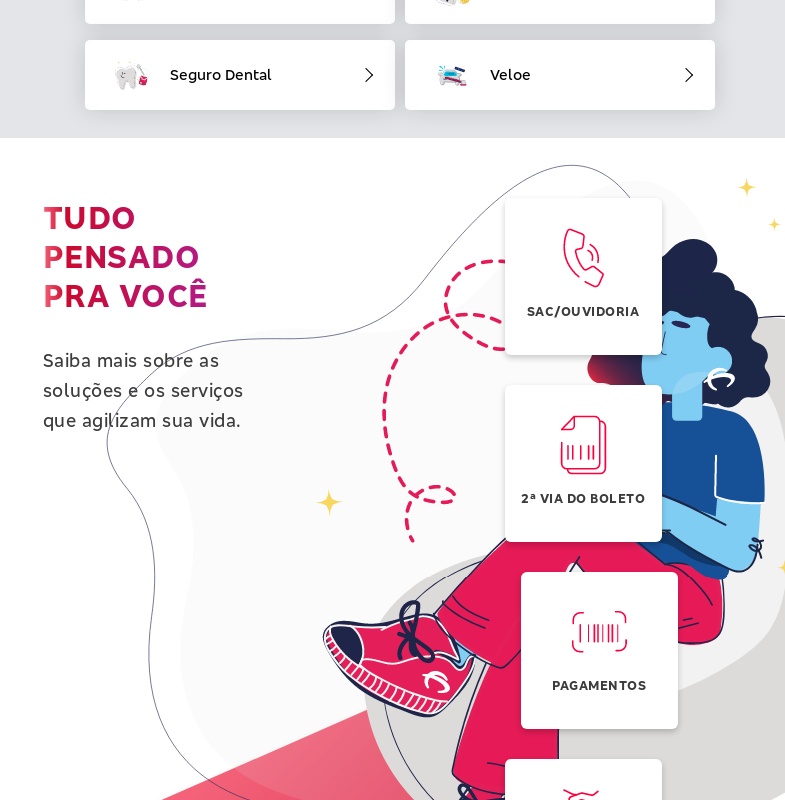 Seguro Dental
Veloe
TUDO
PENSADO
PRA VOCÊ
Saiba mais sobre as
soluções e os serviços
que agilizam sua vida.
SAC/OUVIDORIA
2ª VIA DO BOLETO
PAGAMENTOS